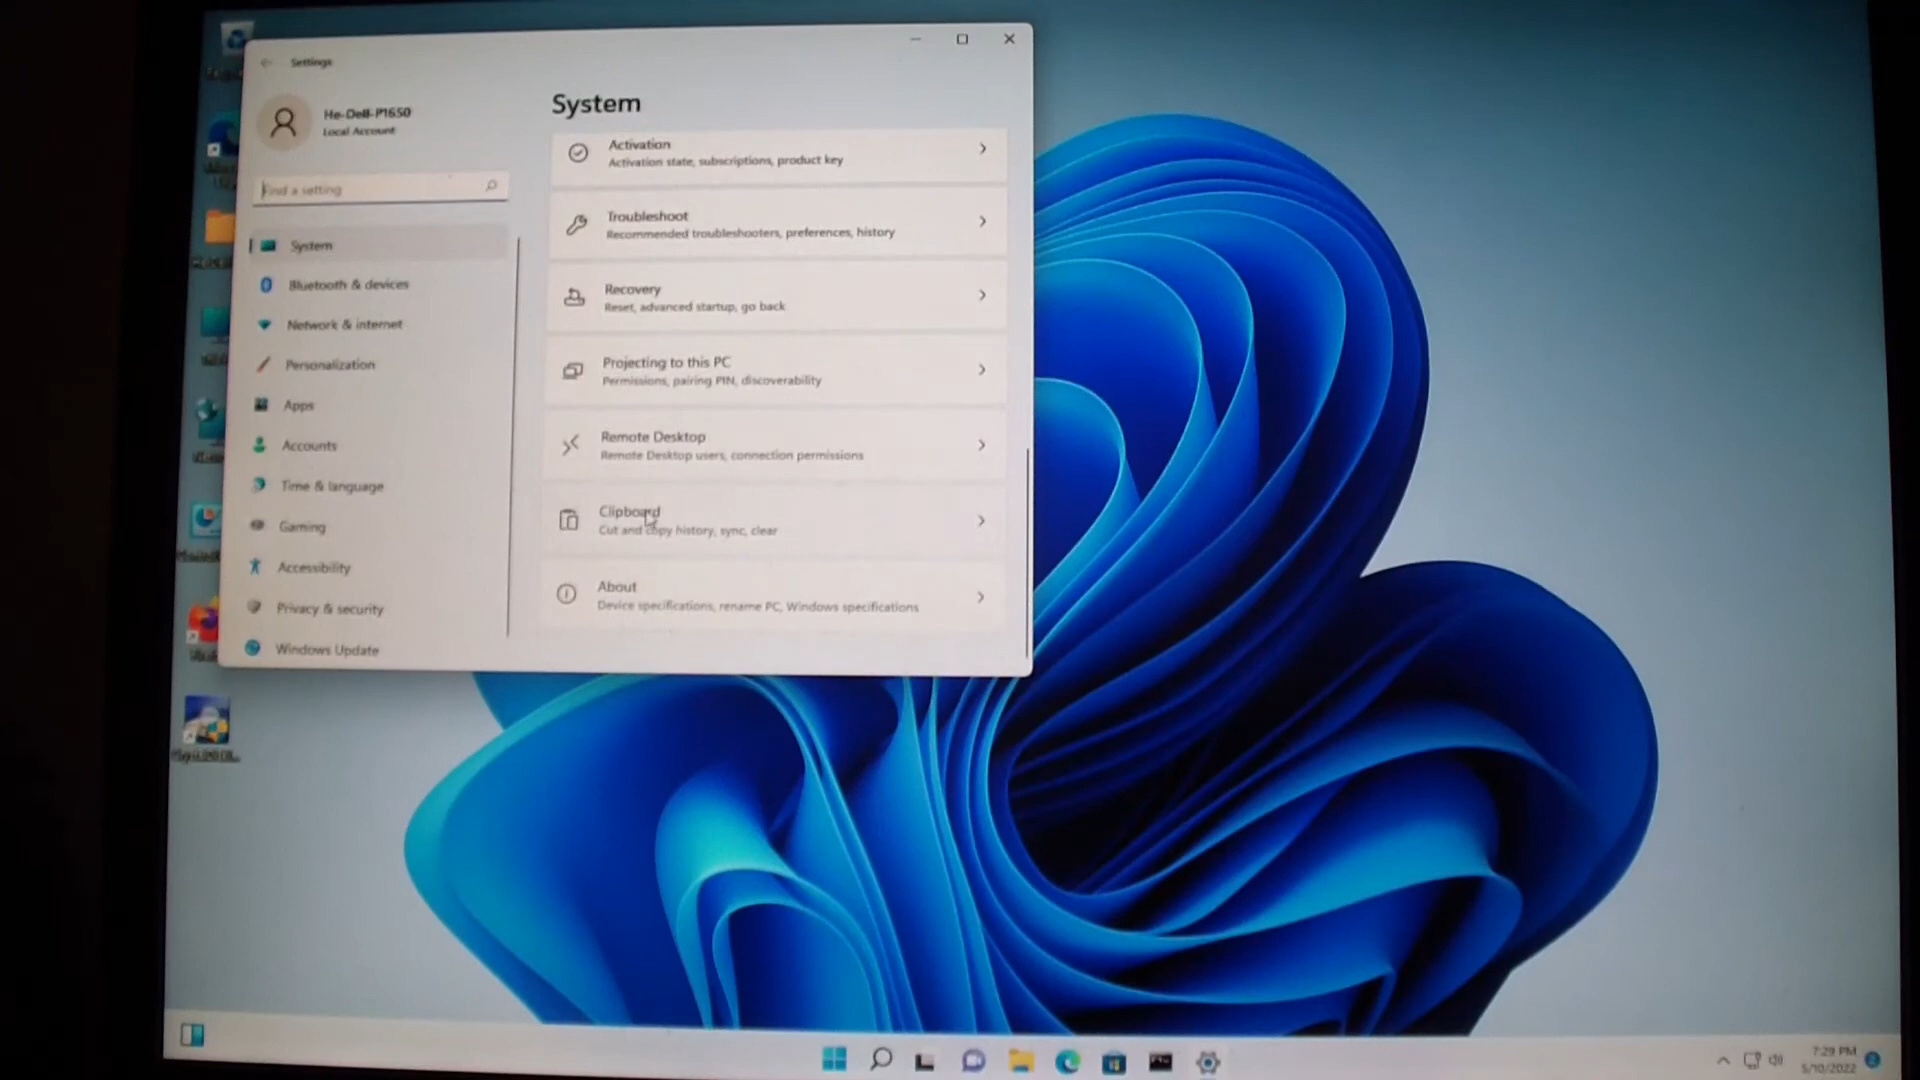 Settings
He-Dell-P1650
Local Account
Find a setting
System
Bluetooth & devices
Network & internet
Personalization
Apps
Accounts
Time & language
Gaming
Accessibility
Privacy & security
Windows Update
System
Activation
Activation state, subscriptions, product key
Troubleshoot
Recommended troubleshooters, preferences, history
Recovery
Reset, advanced startup, go back
Projecting to this PC
Permissions, pairing PIN, discoverability
Remote Desktop
Remote Desktop users, connection permissions
Clipboard
Cut and copy history, sync, clear
About
Device specifications, rename PC, Windows specifications
7:29 PM
5/10/2022